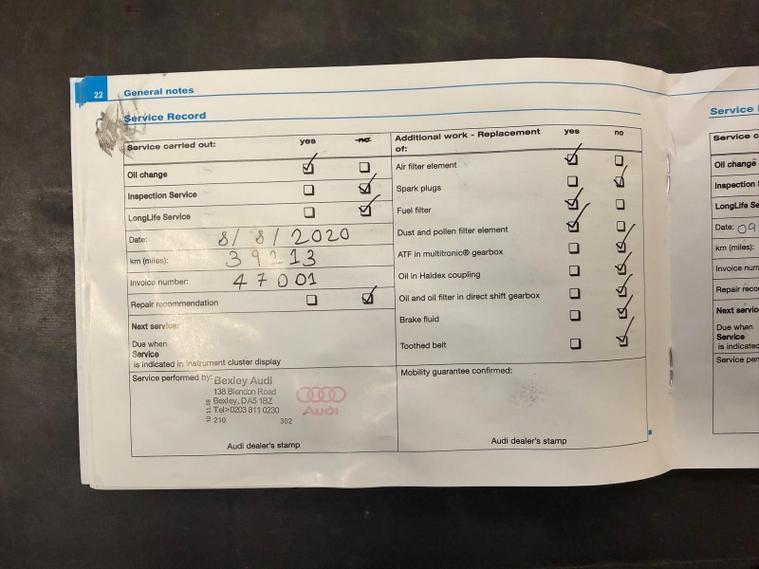 22 General notes
Service Record
Service carried out: yes no
Oil change
Inspection Service
LongLife Service
Date: 8/8/2020
km (miles): 39213
Invoice number: 47001
Repair recommendation
Next service:
Due when
Service
is indicated in instrument cluster display
Service performed by:
Bexley Audi
138 Blendon Road
Bexley, DA5 1BZ
Tel>0203 811 0230
210 302
Audi
Audi dealer's stamp
Additional work - Replacement of: yes no
Air filter element
Spark plugs
Fuel filter
Dust and pollen filter element
ATF in multitronic® gearbox
Oil in Haldex coupling
Oil and oil filter in direct shift gearbox
Brake fluid
Toothed belt
Mobility guarantee confirmed:
Audi dealer's stamp
Service
Service
Oil change
Inspection
LongLife
Date: 09
km (miles):
Invoice
Repair
Next
Due when
Service
is indicated
Service